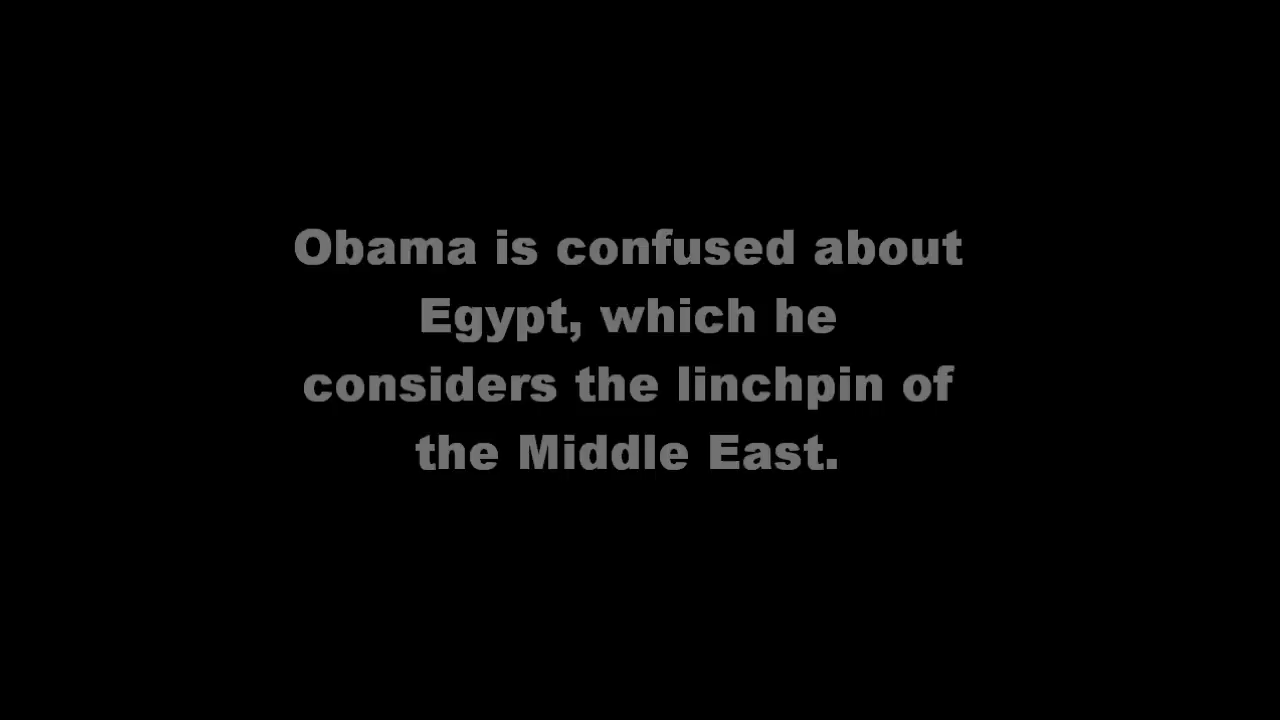 Obama is confused about
Egypt, which he
considers the linchpin of
the Middle East.